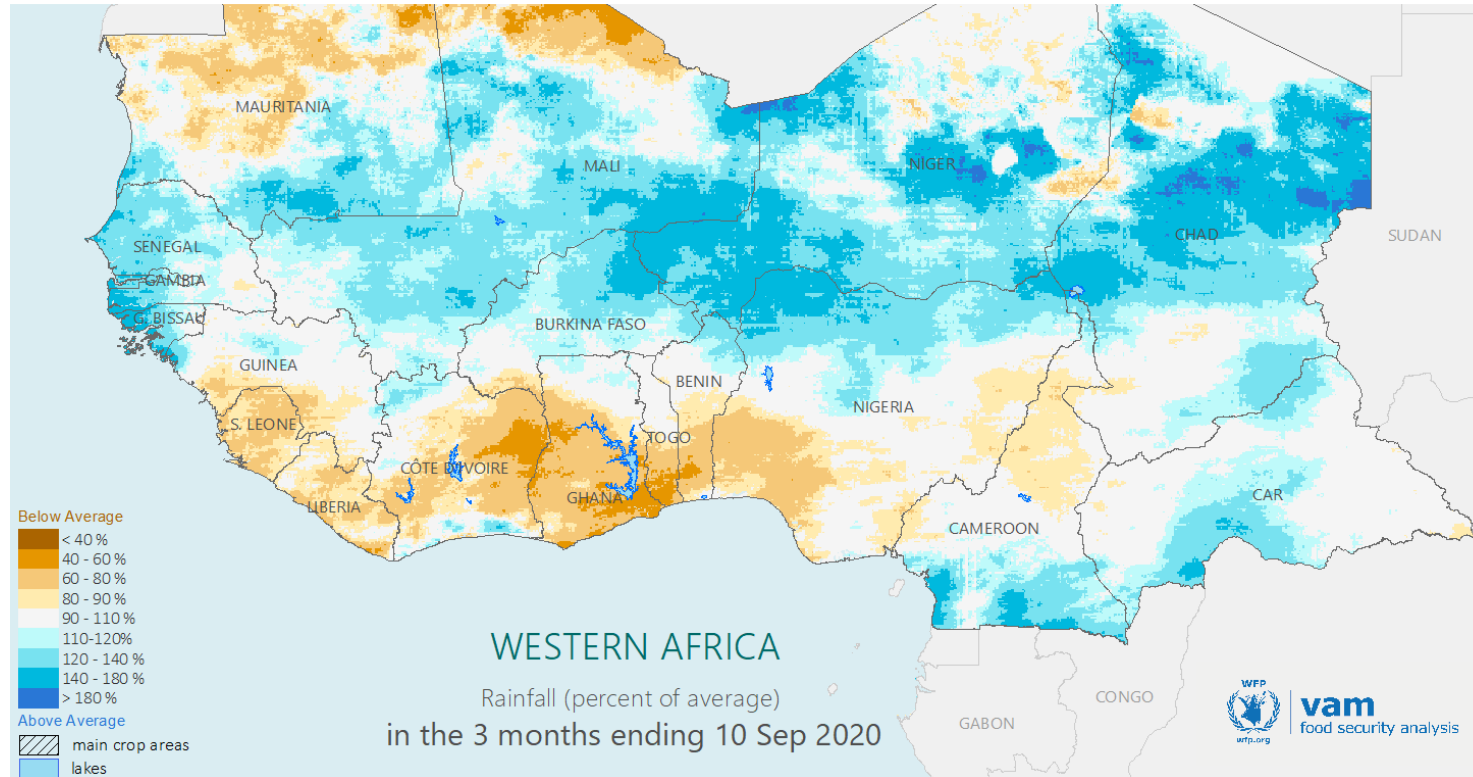 MAURITANIA
MALI
NIGER
CHAD
SUDAN
SENEGAL
GAMBIA
G. BISSAU
BURKINA FASO
GUINEA
BENIN
NIGERIA
S. LEONE
TOGO
CÔTE D'IVOIRE
GHANA
LIBERIA
CAR
CAMEROON
GABON
CONGO
Below Average
< 40 %
40 - 60 %
60 - 80 %
80 - 90 %
90 - 110 %
110-120%
120 - 140 %
140 - 180 %
> 180 %
Above Average
main crop areas
lakes
WESTERN AFRICA
Rainfall (percent of average)
in the 3 months ending 10 Sep 2020
WFP
wfp.org
vam
food security analysis